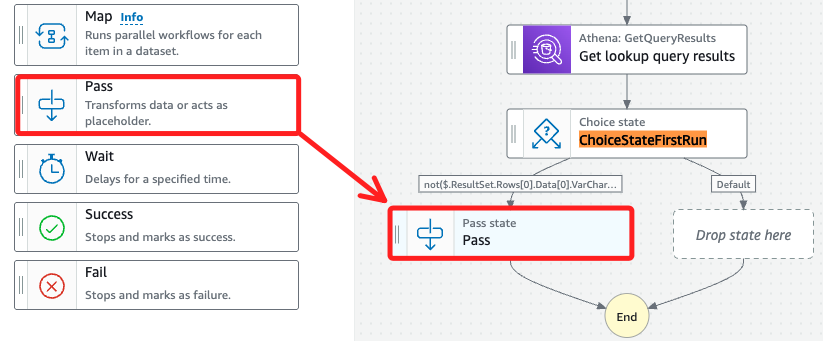 Map Info
Runs parallel workflows for each
item in a dataset.
Pass
Transforms data or acts as
placeholder.
Wait
Delays for a specified time.
Success
Stops and marks as success.
Fail
Stops and marks as failure.
Athena: GetQueryResults
Get lookup query results
Choice state
ChoiceStateFirstRun
not($.ResultSet.Rows[0].Data[0].VarChar...
Default
Pass state
Pass
Drop state here
End